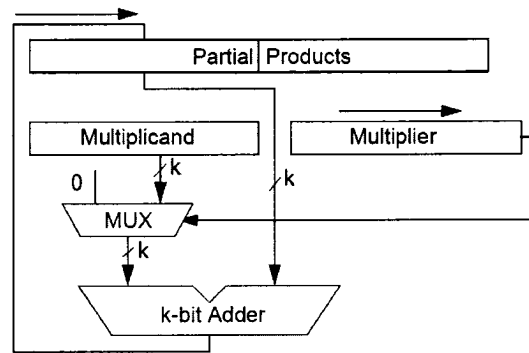 Partial Products
Multiplicand
Multiplier
k
0
k
MUX
k
k-bit Adder